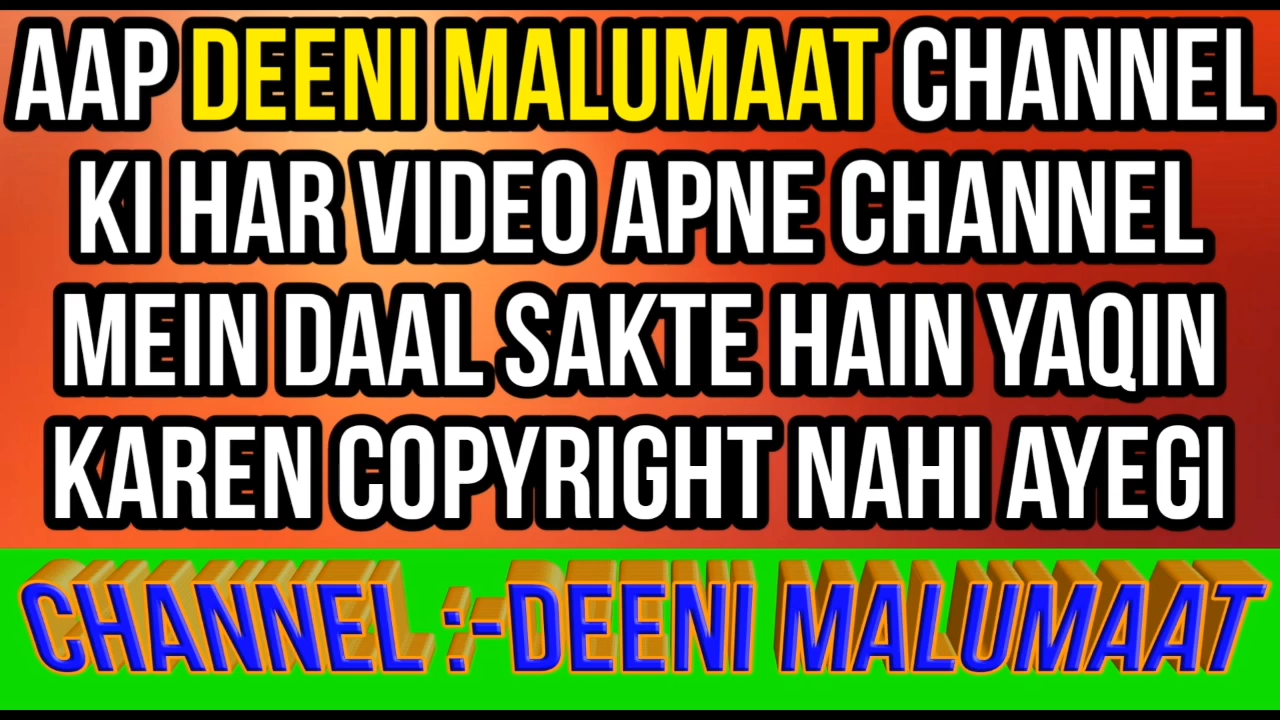 AAP DEENI MALUMAAT CHANNEL
KI HAR VIDEO APNE CHANNEL
MEIN DAAL SAKTE HAIN YAQIN
KAREN COPYRIGHT NAHI AYEGI
CHANNEL :-DEENI MALUMAAT